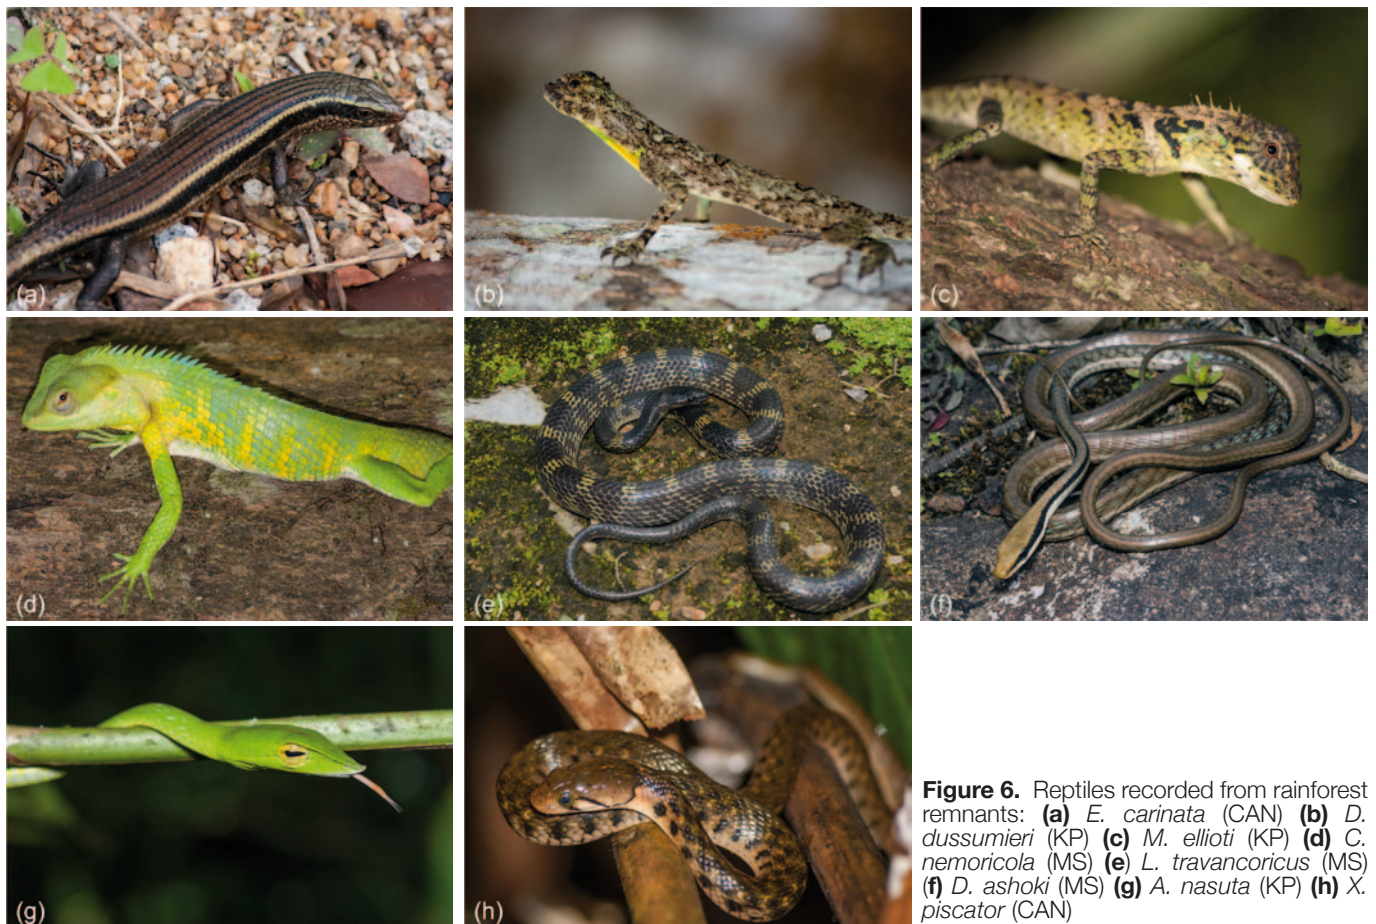 (a)
(b)
(c)
(d)
(e)
(f)
(g)
(h)
Figure 6. Reptiles recorded from rainforest
remnants: (a) E. carinata (CAN) (b) D.
dussumieri (KP) (c) M. ellioti (KP) (d) C.
nemoricola (MS) (e) L. travancoricus (MS)
(f) D. ashoki (MS) (g) A. nasuta (KP) (h) X.
piscator (CAN)